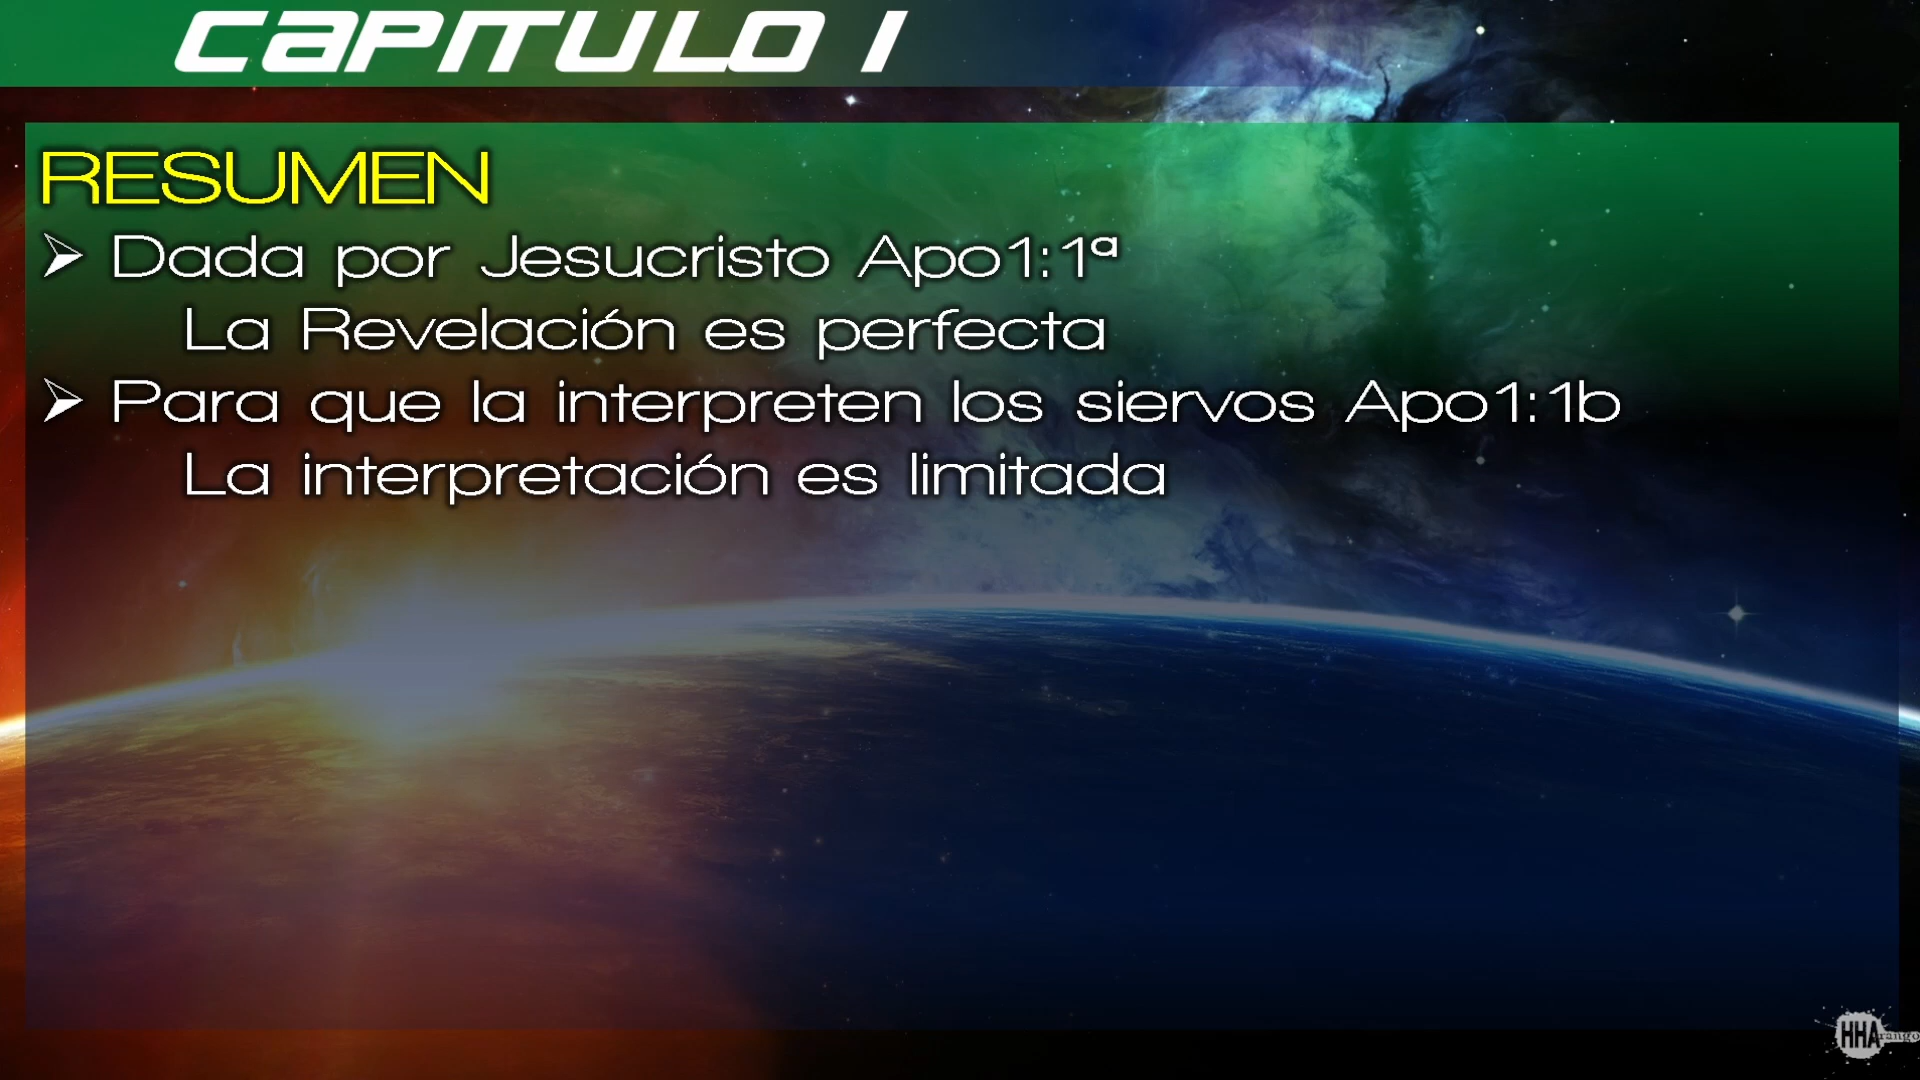 CAPITULO I
RESUMEN
➢ Dada por Jesucristo Apo1:1ª
La Revelación es perfecta
➢ Para que la interpreten los siervos Apo1:1b
La interpretación es limitada
HHArango